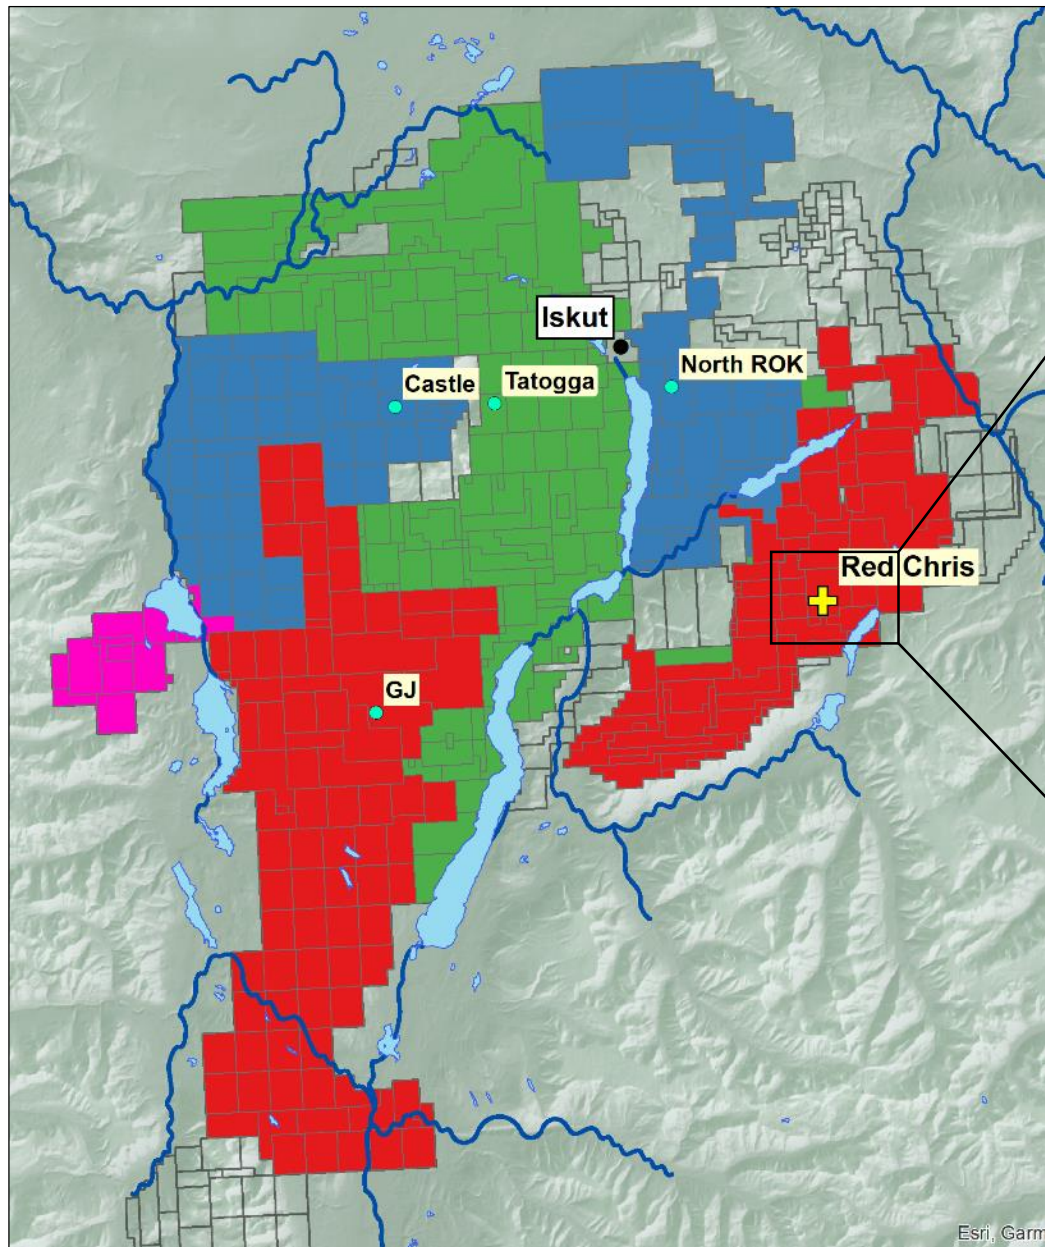 Iskut
North ROK
Castle
Tatogga
Red Chris
GJ
Esri, Garm